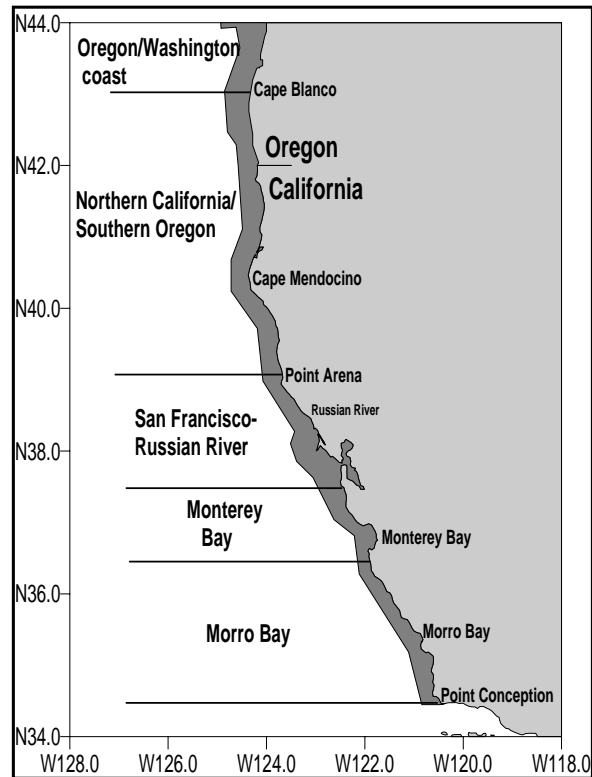 N44.0
Oregon/Washington
coast
Cape Blanco
Oregon
N42.0
California
Northern California/
Southern Oregon
Cape Mendocino
N40.0
Point Arena
Russian River
San Francisco-
Russian River
N38.0
Monterey
Bay
Monterey Bay
N36.0
Morro Bay
Morro Bay
Point Conception
N34.0
W128.0 W126.0 W124.0 W122.0 W120.0 W118.0